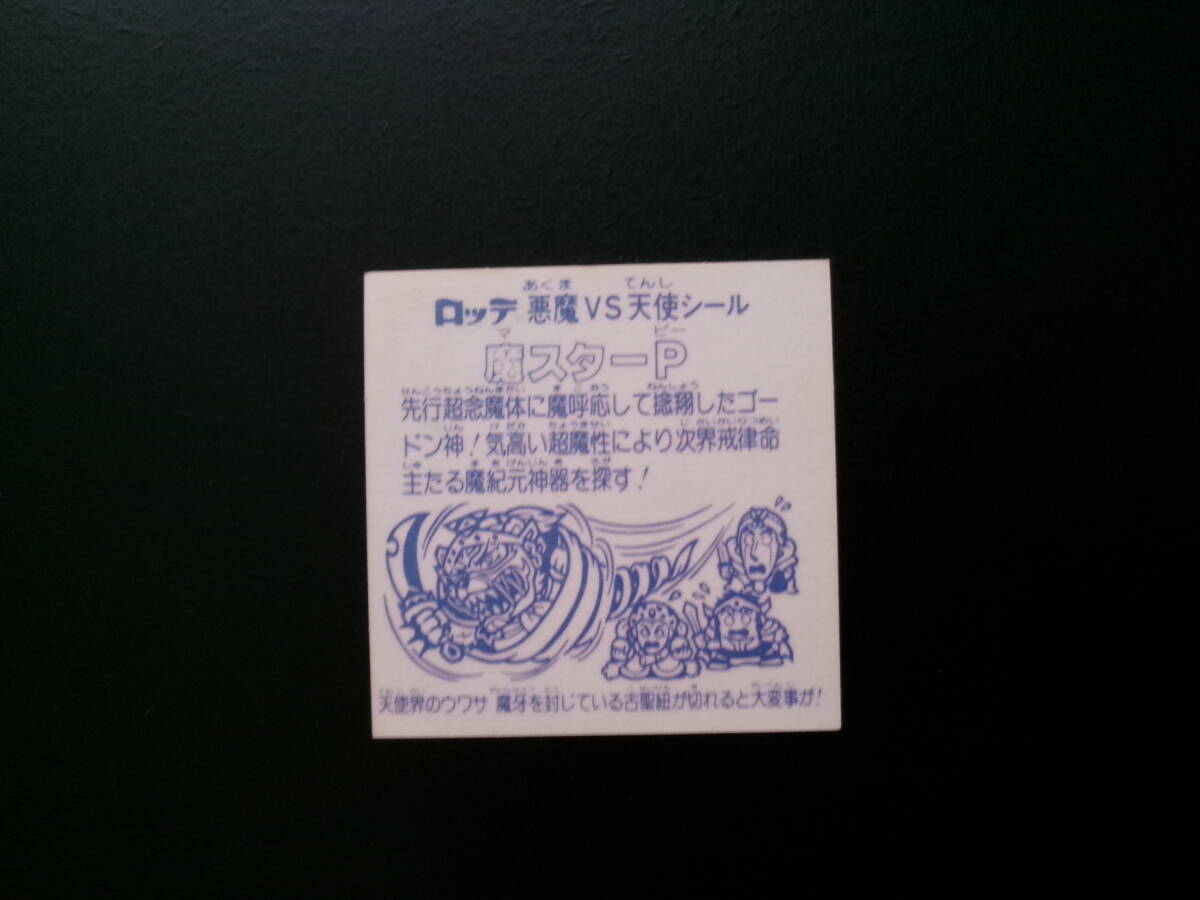 ロッテ 悪魔VS天使シール
魔スターP
先行超念魔体に魔呼応して捻翔したゴー
ドン神！気高い超魔性により次界戒律命
主たる魔紀元神器を探す！
天使界のウワサ 魔牙を封じている古聖紐が切れると大変事が！